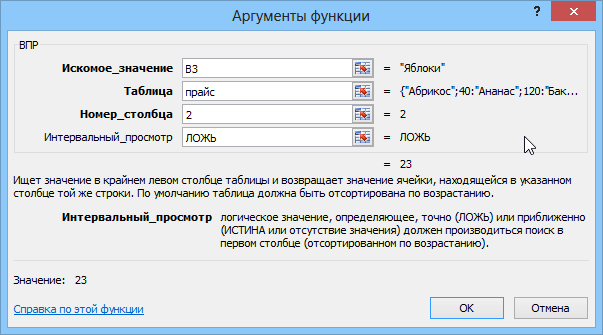 Аргументы функции
?
ВПР
Искомое_значение B3 = "Яблоки"
Таблица прайс = {"Абрикос";40:"Ананас";120:"Бак...
Номер_столбца 2 = 2
Интервальный_просмотр ЛОЖЬ = ЛОЖЬ
= 23
Ищет значение в крайнем левом столбце таблицы и возвращает значение ячейки, находящейся в указанном
столбце той же строки. По умолчанию таблица должна быть отсортирована по возрастанию.
Интервальный_просмотр логическое значение, определяющее, точно (ЛОЖЬ) или приближенно
(ИСТИНА или отсутствие значения) должен производиться поиск в
первом столбце (отсортированном по возрастанию).
Значение: 23
Справка по этой функции
ОК Отмена